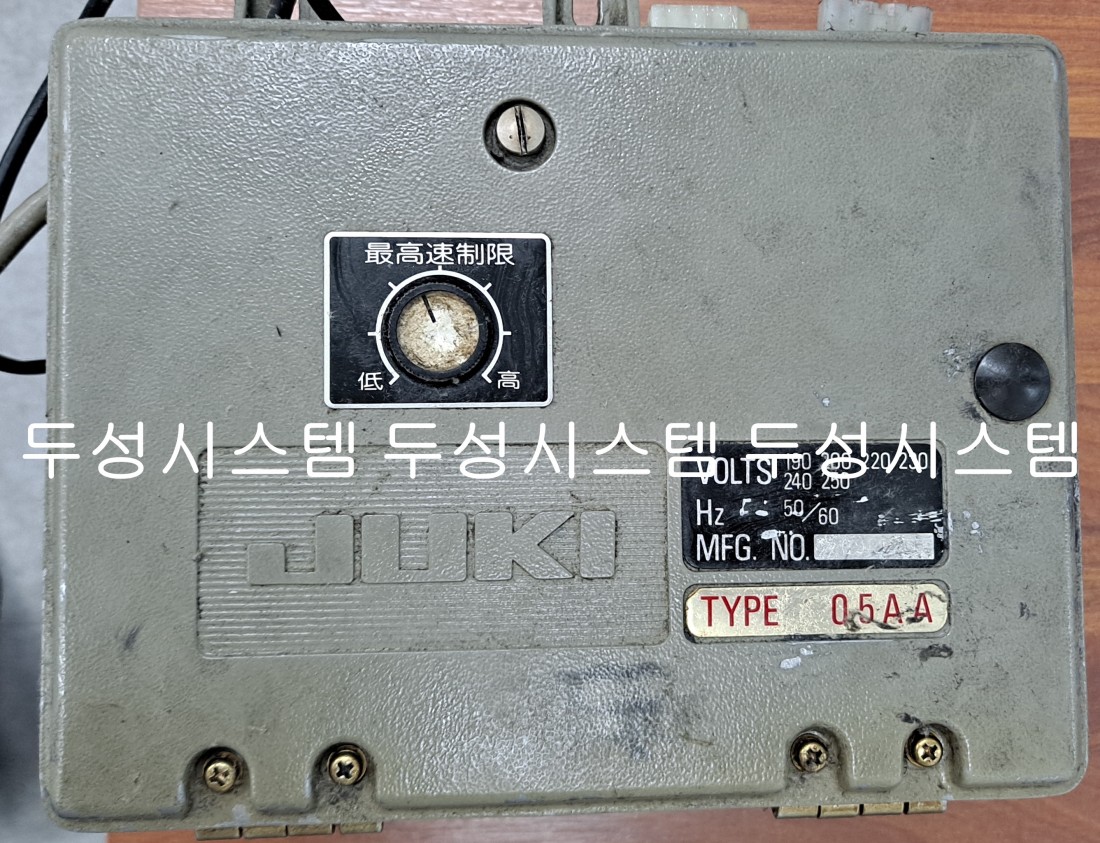 最高速制限
低 高
두성시스템 두성시스템 두성시스템
VOLTS 190 200 220 230
240 250
Hz 50/60
MFG. NO.
JUKI
TYPE 05AA